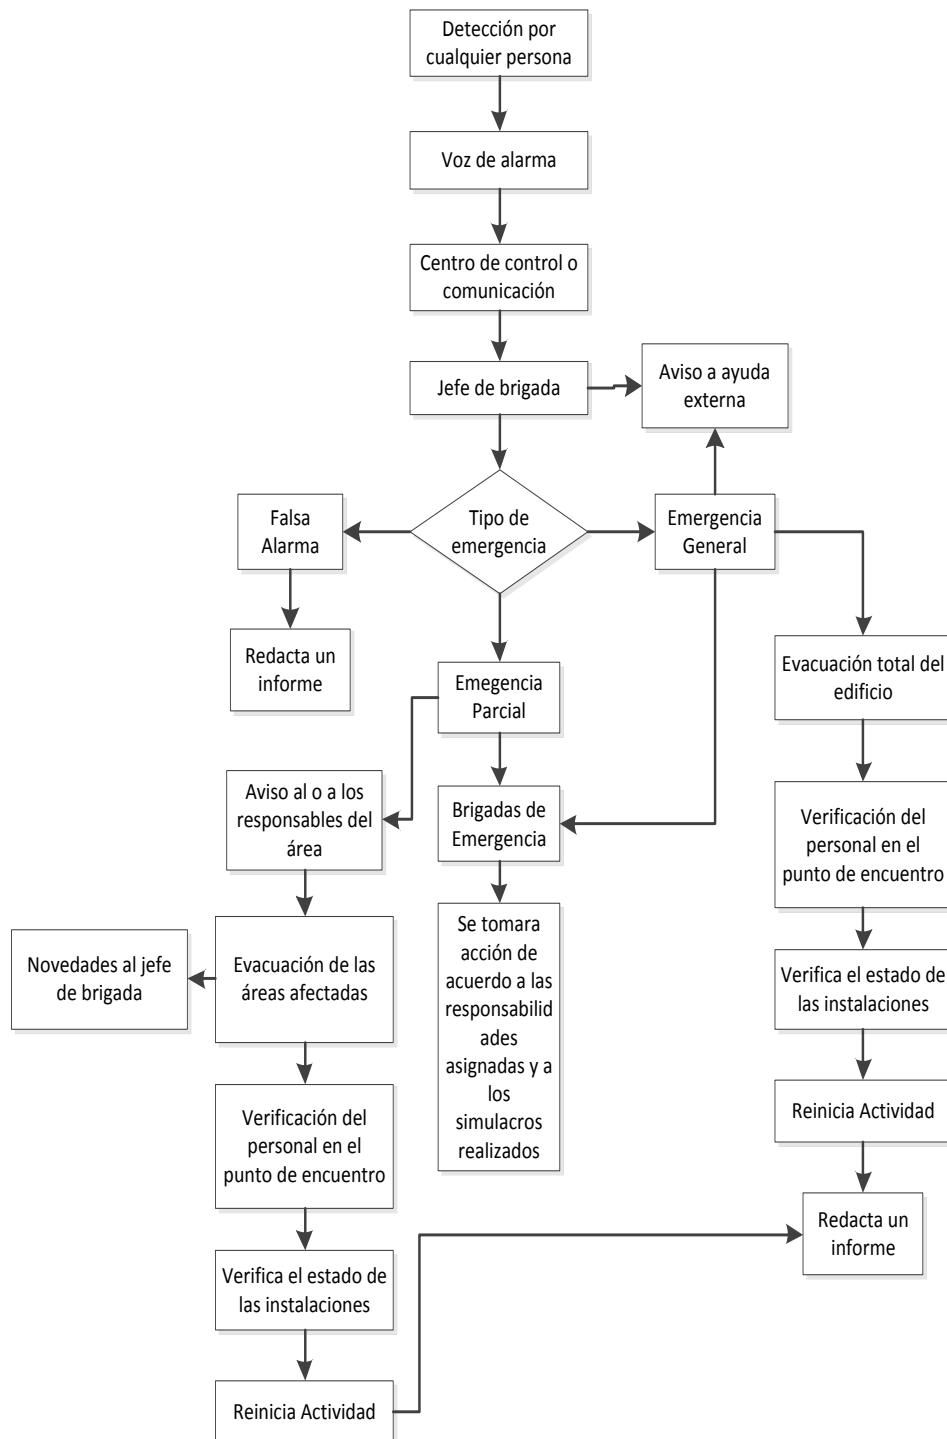 Detección por
cualquier persona
Voz de alarma
Centro de control o
comunicación
Jefe de brigada
Aviso a ayuda
externa
Tipo de
emergencia
Falsa
Alarma
Emergencia
General
Redacta un
informe
Emegencia
Parcial
Evacuación total del
edificio
Aviso al o a los
responsables del
área
Brigadas de
Emergencia
Verificación del
personal en el
punto de encuentro
Novedades al jefe
de brigada
Evacuación de las
áreas afectadas
Se tomara
acción de
acuerdo a las
responsabilid
ades
asignadas y a
los
simulacros
realizados
Verifica el estado de
las instalaciones
Reinicia Actividad
Verificación del
personal en el
punto de encuentro
Redacta un
informe
Verifica el estado de
las instalaciones
Reinicia Actividad